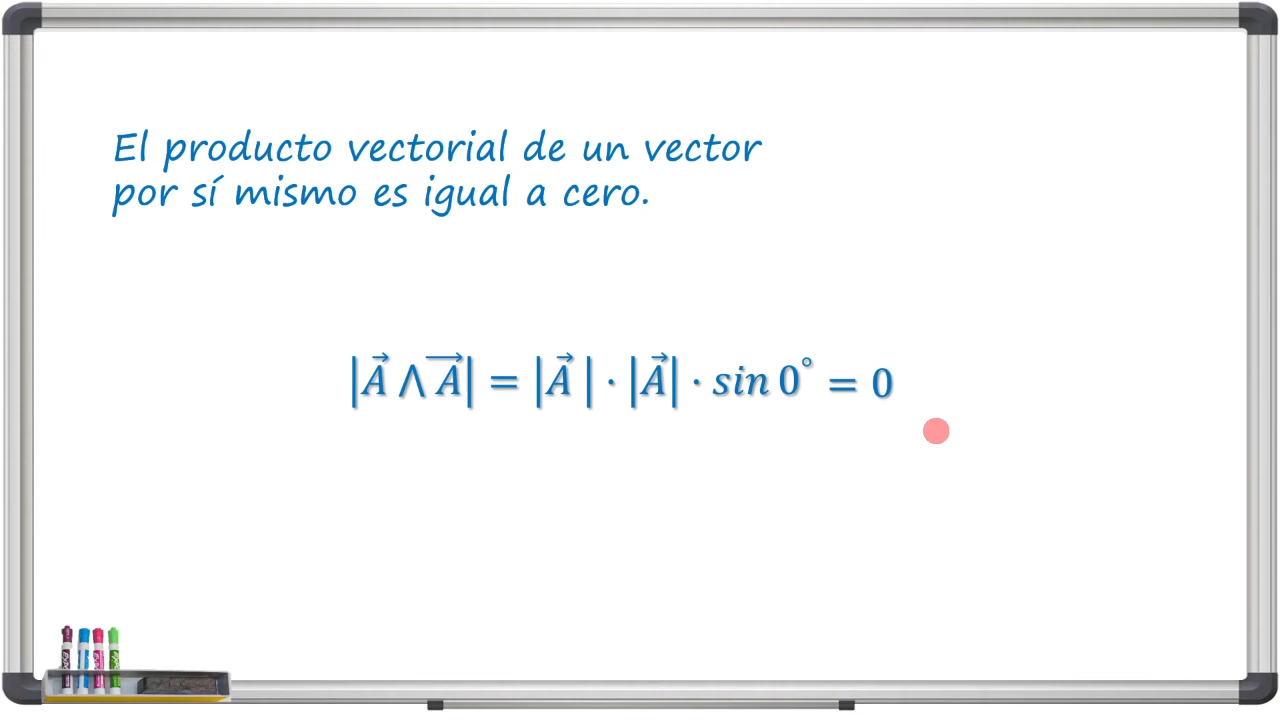 El producto vectorial de un vector
por sí mismo es igual a cero.
|A⃗ ⋀ A⃗| = |A⃗ | · |A⃗| · sin 0° = 0